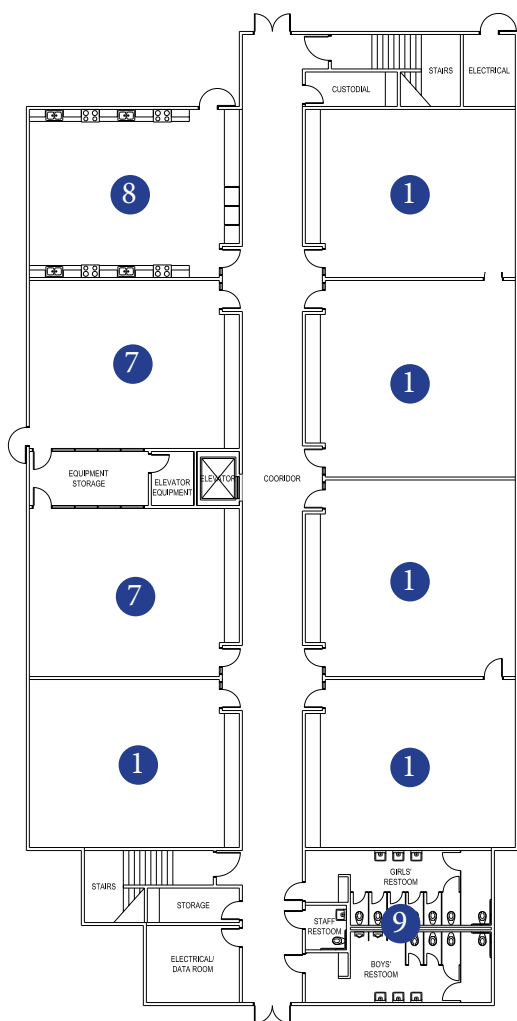 STAIRS
ELECTRICAL
CUSTODIAL
8
1
7
1
EQUIPMENT
STORAGE
ELEVATOR
EQUIPMENT
ELEVATOR
COORIDOR
7
1
1
1
STAIRS
STORAGE
ELECTRICAL/
DATA ROOM
GIRLS'
RESTROOM
STAFF
RESTOOM
9
BOYS'
RESTOOM